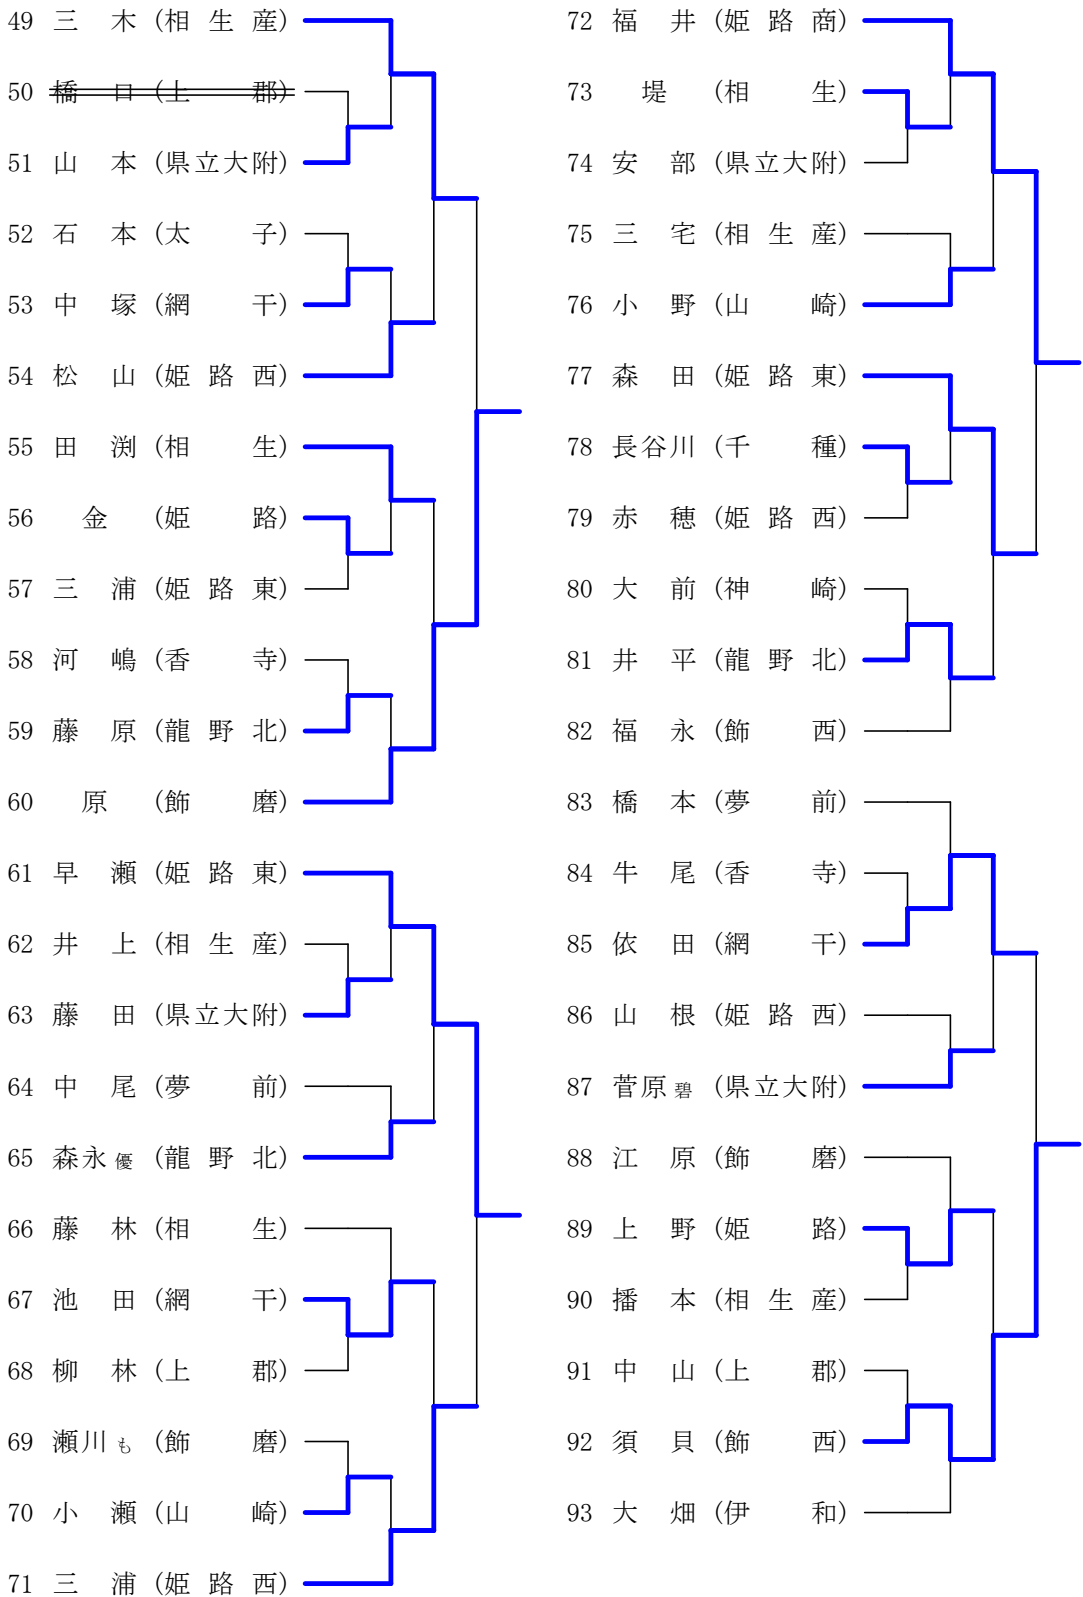 49 三 木 (相 生 産)
50 橋 口 (上 郡)
51 山 本 (県立大附)
52 石 本 (太 子)
53 中 塚 (網 干)
54 松 山 (姫 路 西)
55 田 渕 (相 生)
56 金 (姫 路)
57 三 浦 (姫 路 東)
58 河 嶋 (香 寺)
59 藤 原 (龍 野 北)
60 原 (飾 磨)
61 早 瀬 (姫 路 東)
62 井 上 (相 生 産)
63 藤 田 (県立大附)
64 中 尾 (夢 前)
65 森永 優 (龍 野 北)
66 藤 林 (相 生)
67 池 田 (網 干)
68 柳 林 (上 郡)
69 瀬川 も (飾 磨)
70 小 瀬 (山 崎)
71 三 浦 (姫 路 西)
72 福 井 (姫 路 商)
73 堤 (相 生)
74 安 部 (県立大附)
75 三 宅 (相 生 産)
76 小 野 (山 崎)
77 森 田 (姫 路 東)
78 長谷川 (千 種)
79 赤 穂 (姫 路 西)
80 大 前 (神 崎)
81 井 平 (龍 野 北)
82 福 永 (飾 西)
83 橋 本 (夢 前)
84 牛 尾 (香 寺)
85 依 田 (網 干)
86 山 根 (姫 路 西)
87 菅原 碧 (県立大附)
88 江 原 (飾 磨)
89 上 野 (姫 路)
90 播 本 (相 生 産)
91 中 山 (上 郡)
92 須 貝 (飾 西)
93 大 畑 (伊 和)